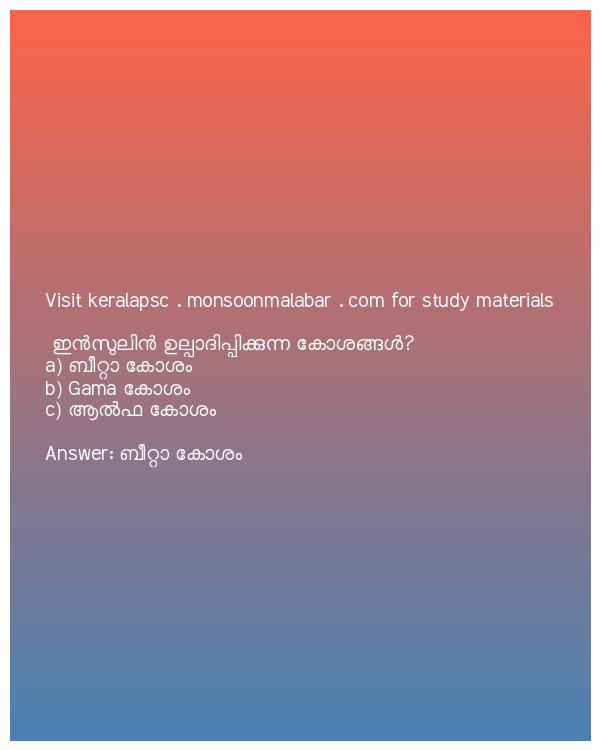 Visit keralapsc . monsoonmalabar . com for study materials
ഇൻസുലിൻ ഉല്പാദിപ്പിക്കുന്ന കോശങ്ങൾ?
a) ബീറ്റാ കോശം
b) Gama കോശം
c) ആൽഫ കോശം
Answer: ബീറ്റാ കോശം